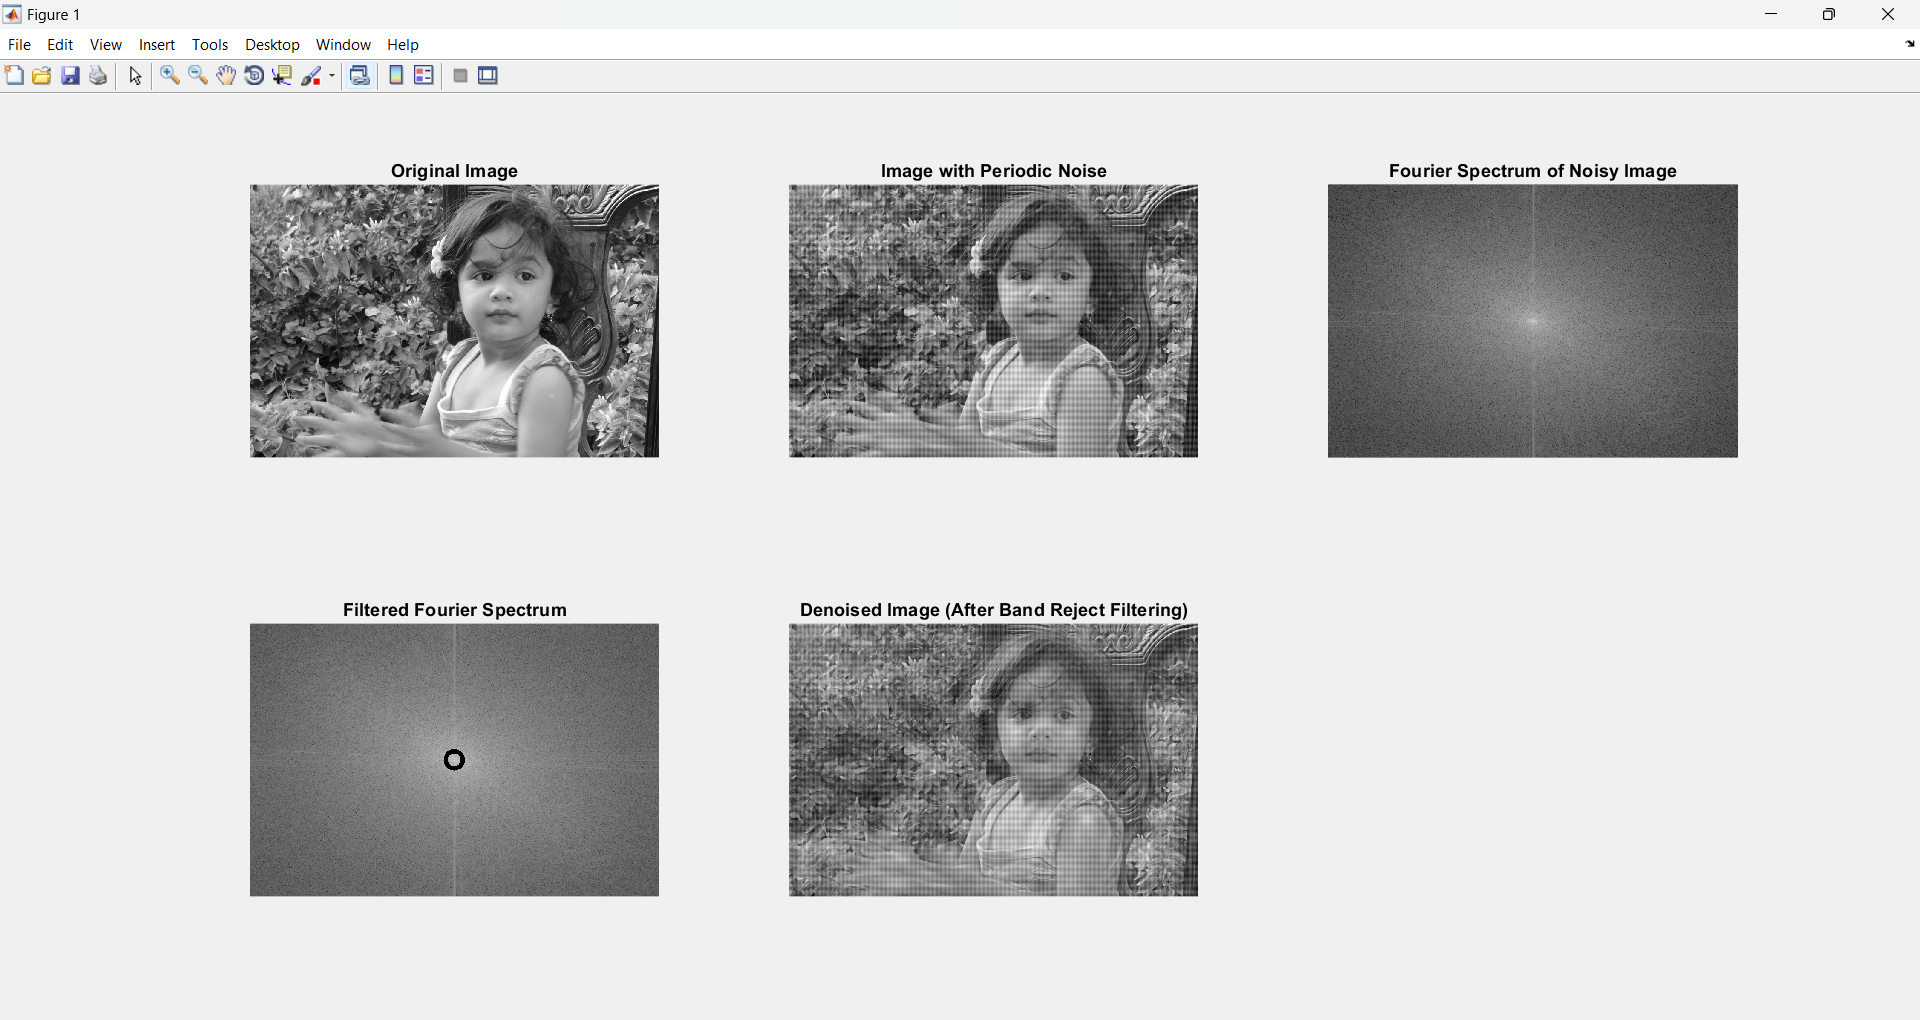 Figure 1
File Edit View Insert Tools Desktop Window Help
Original Image
Image with Periodic Noise
Fourier Spectrum of Noisy Image
Filtered Fourier Spectrum
Denoised Image (After Band Reject Filtering)